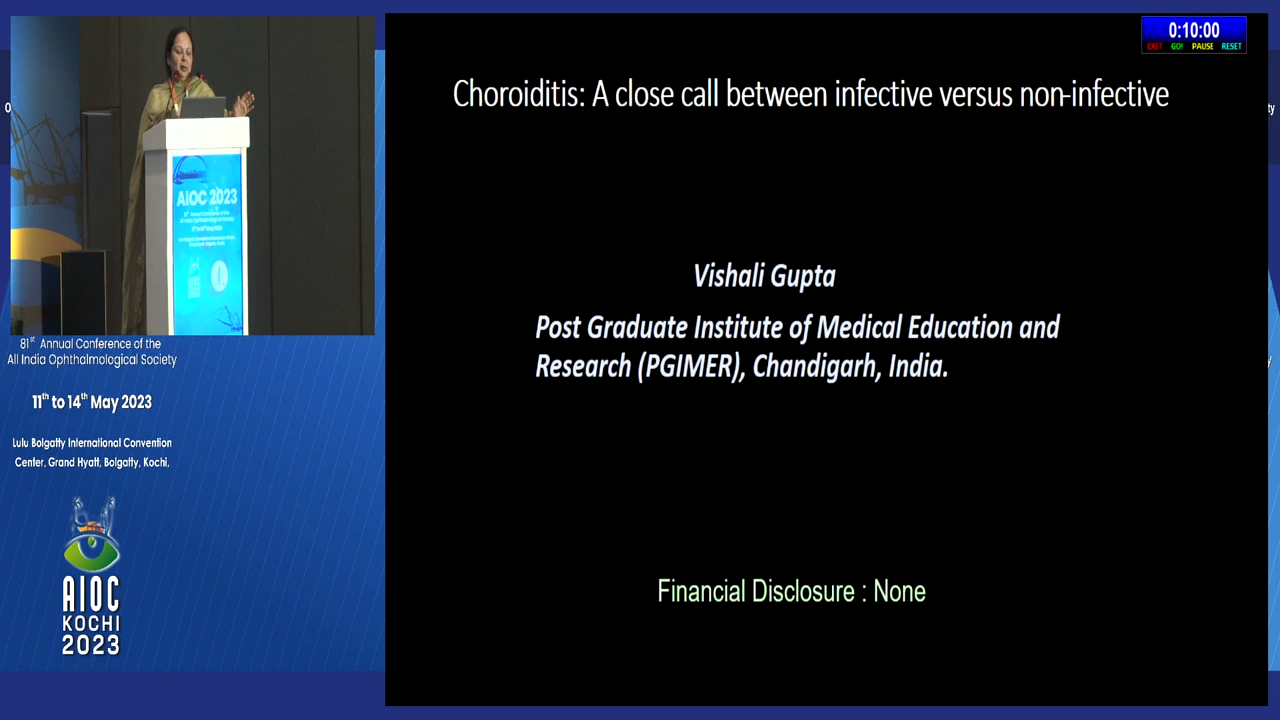 0:10:00
EXIT GO! PAUSE RESET
Choroiditis: A close call between infective versus non-infective
Vishali Gupta
Post Graduate Institute of Medical Education and
Research (PGIMER), Chandigarh, India.
Financial Disclosure : None
AIOC 2023
81st Annual Conference of the
All India Ophthalmological Society
11th to 14th May 2023
Lulu Bolgatty International Convention
Center, Grand Hyatt, Bolgatty, Kochi,
AIOC
KOCHI
2023